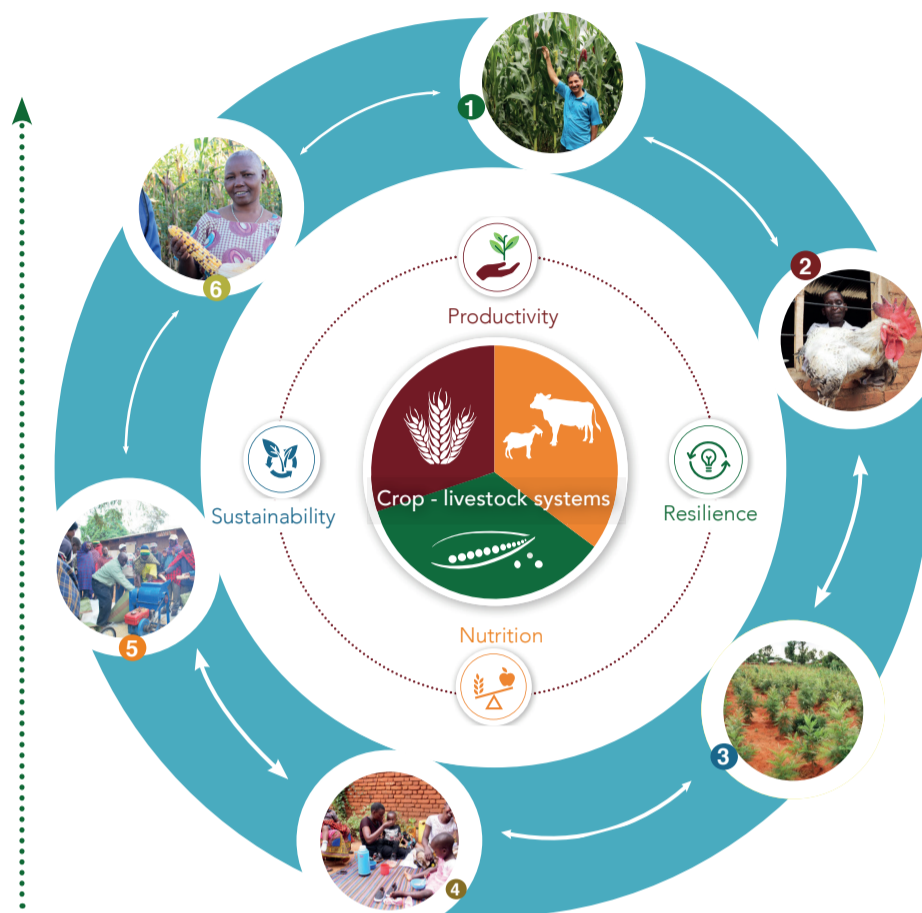 1
2
6
Productivity
Crop - livestock systems
Sustainability
Resilience
Nutrition
5
3
4